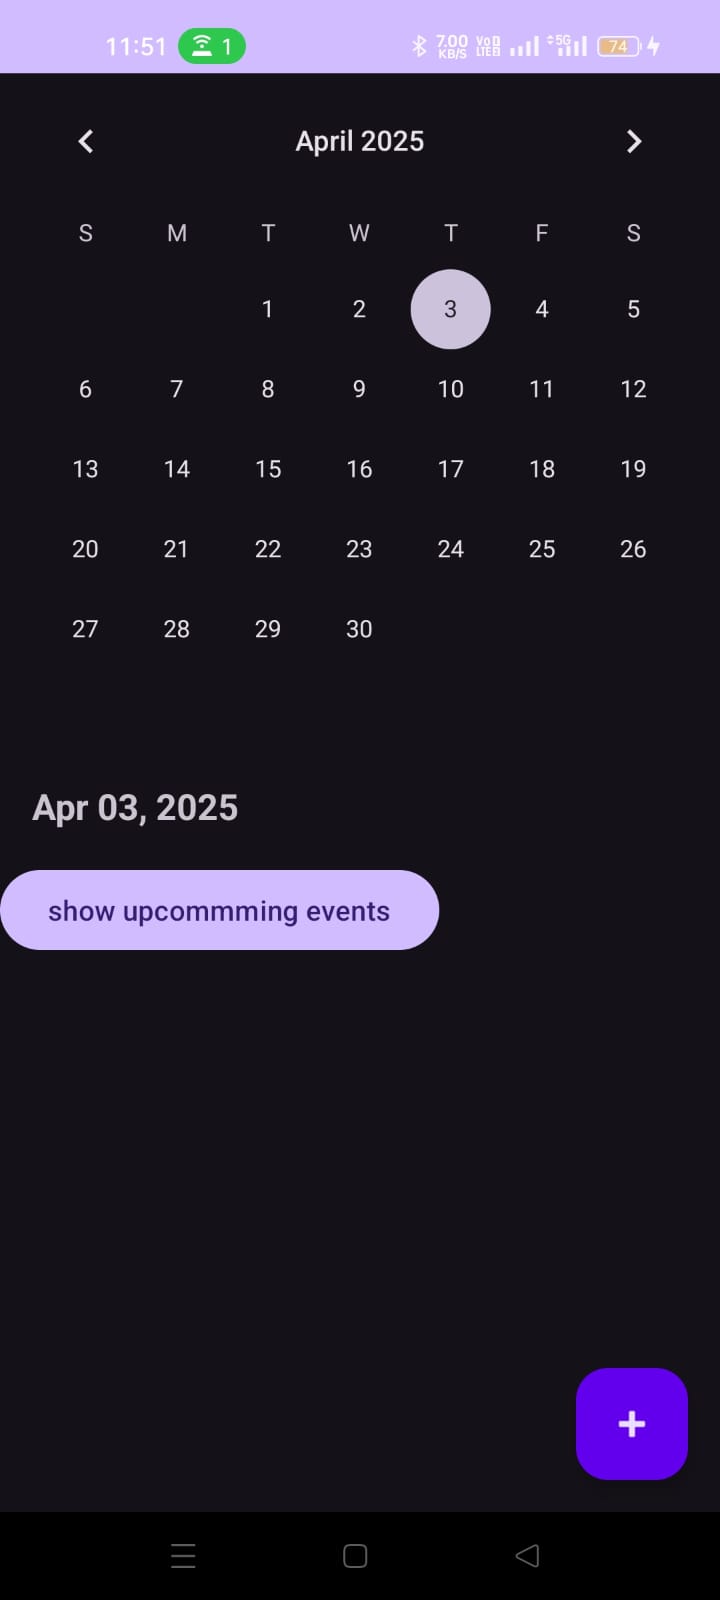 11:51 1 7.00 KB/S Vo LTE 2 5G 74
April 2025
S M T W T F S
1 2 3 4 5
6 7 8 9 10 11 12
13 14 15 16 17 18 19
20 21 22 23 24 25 26
27 28 29 30
Apr 03, 2025
show upcommming events
+